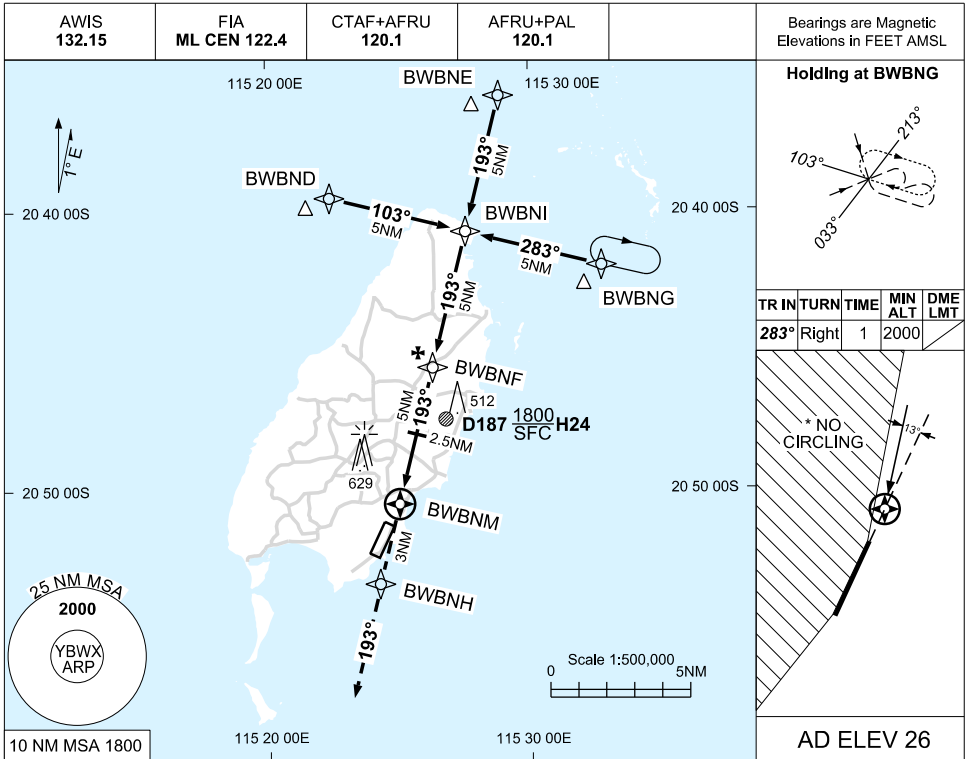 AWIS
132.15
FIA
ML CEN 122.4
CTAF+AFRU
120.1
AFRU+PAL
120.1
Bearings are Magnetic
Elevations in FEET AMSL
115 20 00E
BWBNE
115 30 00E
1° E
193°
5NM
BWBND
20 40 00S
103°
5NM
BWBNI
20 40 00S
283°
5NM
BWBNG
193°
5NM
BWBNF
512
193°
5NM
D187 1800 H24
SFC
2.5NM
629
20 50 00S
20 50 00S
BWBNM
3NM
BWBNH
193°
25 NM MSA
2000
YBWX
ARP
10 NM MSA 1800
Scale 1:500,000
0
5NM
115 20 00E
115 30 00E
Holding at BWBNG
213°
103°
033°
TR IN TURN TIME MIN ALT DME LMT
283° Right 1 2000
* NO
CIRCLING
13°
AD ELEV 26